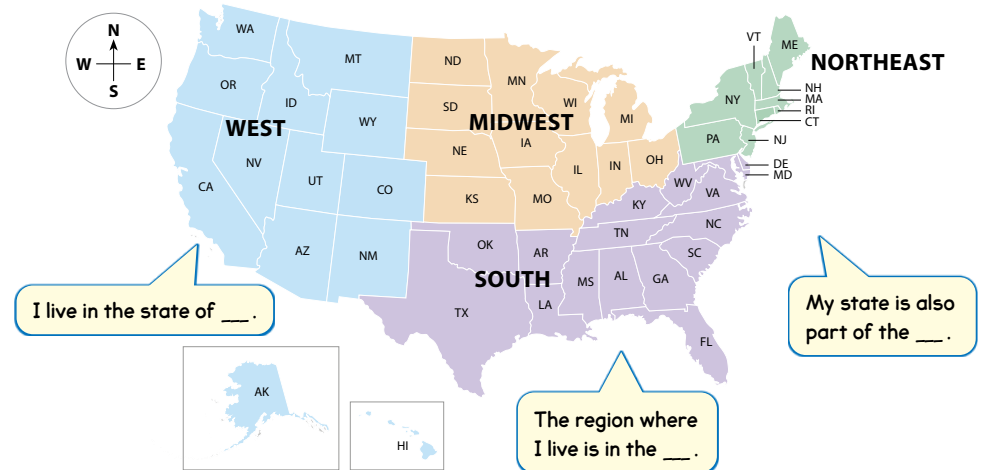 N
W E
S
WEST
MIDWEST
NORTHEAST
SOUTH
WA
OR
CA
ID
NV
MT
WY
UT
CO
AZ
NM
AK
HI
ND
SD
NE
KS
MN
IA
MO
WI
IL
MI
IN
OH
OK
TX
AR
LA
MS
AL
TN
KY
WV
VA
NC
SC
GA
FL
DE
MD
PA
NY
NJ
VT
ME
NH
MA
RI
CT
I live in the state of ___ .
The region where
I live is in the ___ .
My state is also
part of the ___ .